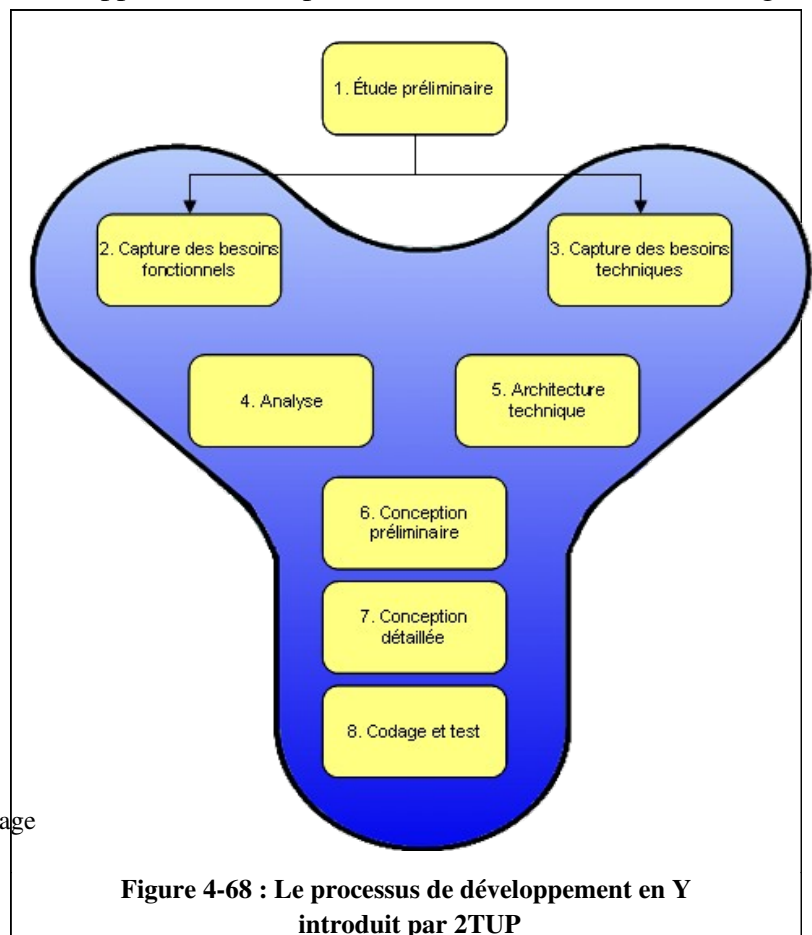 1. Étude préliminaire
2. Capture des besoins
fonctionnels
3. Capture des besoins
techniques
4. Analyse
5. Architecture
technique
6. Conception
préliminaire
7. Conception
détaillée
8. Codage et test
age
Figure 4-68 : Le processus de développement en Y
introduit par 2TUP